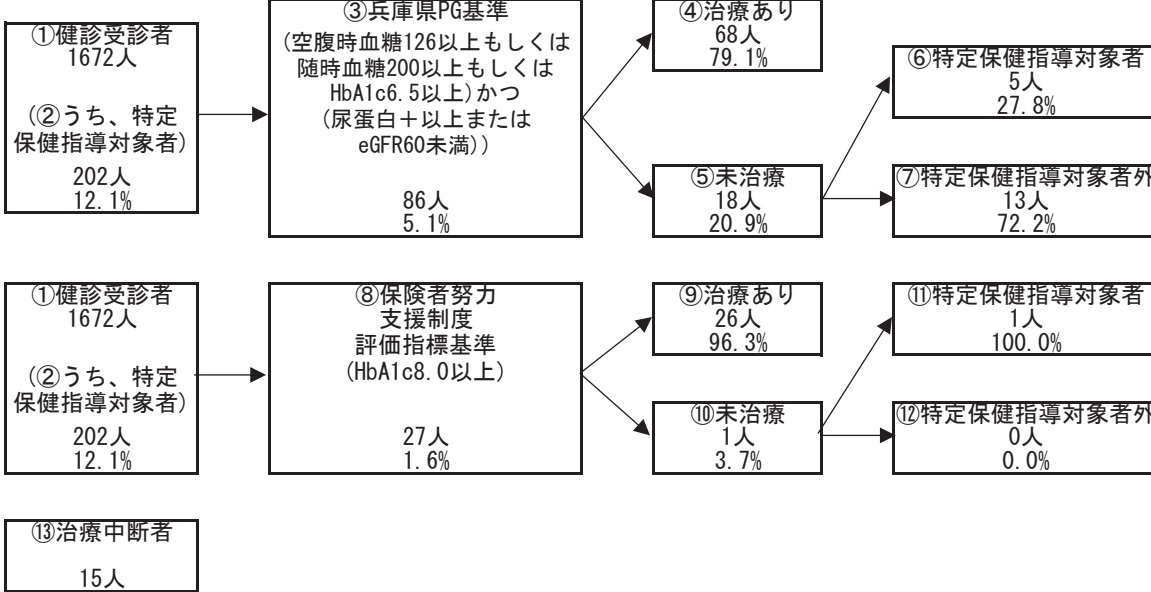 ①健診受診者
1672人
(②うち、特定
保健指導対象者)
202人
12.1%
③兵庫県PG基準
(空腹時血糖126以上もしくは
随時血糖200以上もしくは
HbA1c6.5以上)かつ
(尿蛋白＋以上または
eGFR60未満))
86人
5.1%
④治療あり
68人
79.1%
⑤未治療
18人
20.9%
⑥特定保健指導対象者
5人
27.8%
⑦特定保健指導対象者外
13人
72.2%
①健診受診者
1672人
(②うち、特定
保健指導対象者)
202人
12.1%
⑧保険者努力
支援制度
評価指標基準
(HbA1c8.0以上)
27人
1.6%
⑨治療あり
26人
96.3%
⑩未治療
1人
3.7%
⑪特定保健指導対象者
1人
100.0%
⑫特定保健指導対象者外
0人
0.0%
⑬治療中断者
15人